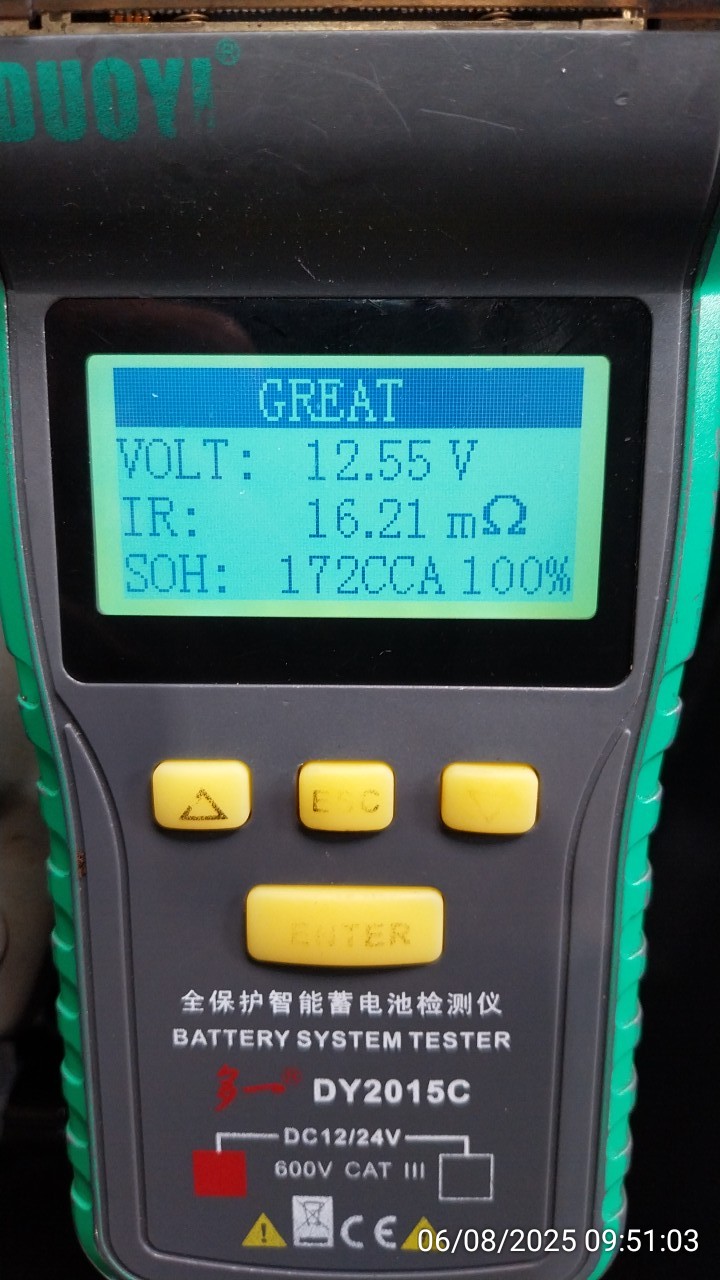 DUOYI®
GREAT
VOLT: 12.55 V
IR: 16.21 mΩ
SOH: 172CCA 100%
ESC
ENTER
全保护智能蓄电池检测仪
BATTERY SYSTEM TESTER
多一® DY2015C
DC12/24V
600V CAT III
CE
06/08/2025 09:51:03